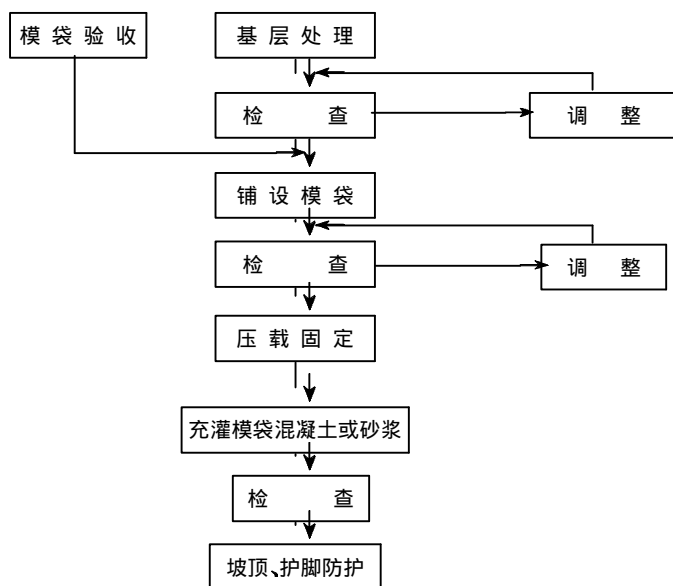 模袋验收
基层处理
检 查
调 整
铺设模袋
检 查
调 整
压载固定
充灌模袋混凝土或砂浆
检 查
坡顶、护脚防护